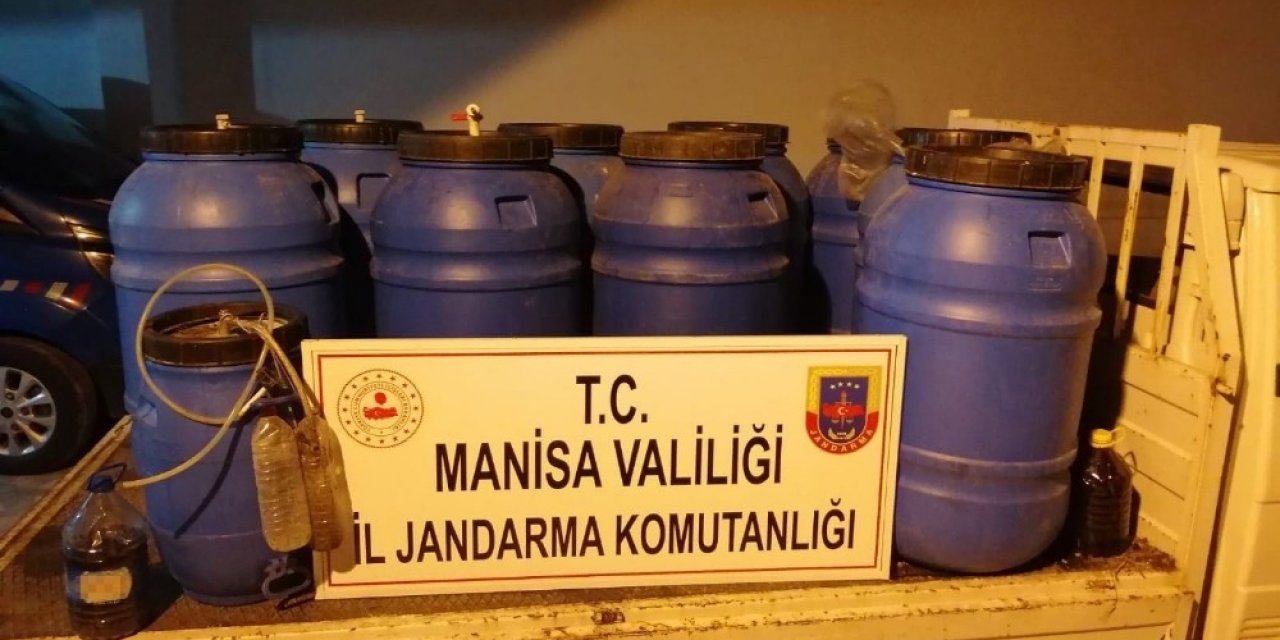 T.C.
MANİSA VALİLİĞİ
İL JANDARMA KOMUTANLIĞI
JANDARMA